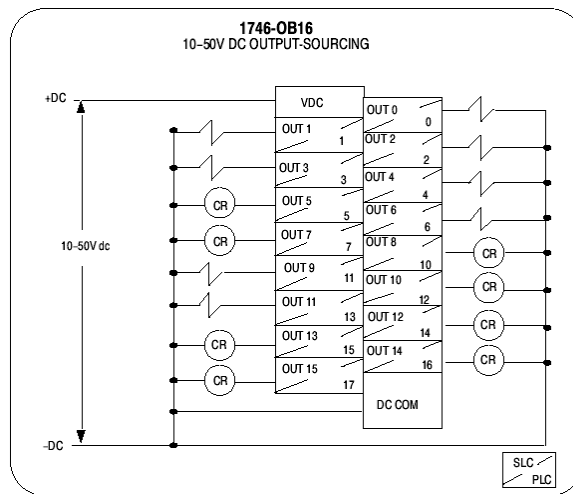 1746-OB16
10–50V DC OUTPUT-SOURCING
+DC
VDC
OUT 0
0
OUT 1
1
OUT 2
2
OUT 3
3
OUT 4
4
CR
OUT 5
5
OUT 6
6
CR
OUT 7
7
OUT 8
10
CR
10–50V dc
OUT 9
11
OUT 10
12
CR
OUT 11
13
OUT 12
14
CR
CR
OUT 13
15
OUT 14
16
CR
CR
OUT 15
17
DC COM
–DC
SLC
PLC